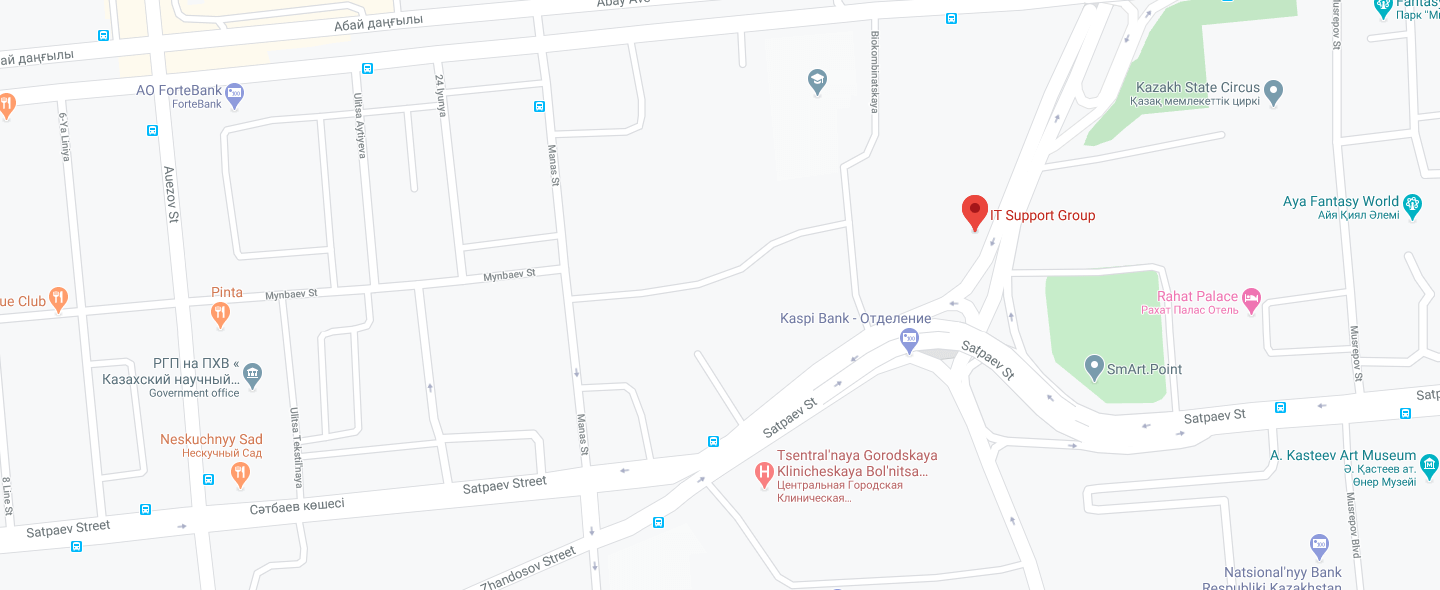 Абай даңғылы
Abay Ave
Fantasy
Парк "Mi
ай даңғылы
АО ForteBank
ForteBank
24 Iyunya
Ulitsa Aytiyeva
Biokombinatskaya
Musrepov St
Kazakh State Circus
Қазақ мемлекеттік циркі
6-Ya Liniya
Auezov St
Manas St
IT Support Group
Aya Fantasy World
Айя Қиял Әлемі
Mynbaev St
Mynbaev St
ue Club
Pinta
Rahat Palace
Рахат Палас Отель
Kaspi Bank - Отделение
Satpaev St
Musrepov St
РГП на ПХВ «
Казахский научный...
Government office
SmArt.Point
Satp
Satpaev St
Satpaev St
Ulitsa Tekstil'naya
Manas St
Neskuchnyy Sad
Нескучный Сад
Tsentral'naya Gorodskaya
Klinicheskaya Bol'nitsa...
Центральная Городская
Клиническая...
A. Kasteev Art Museum
Ә. Қастеев ат.
Өнер Музейі
8 Line St
Satpaev Street
Сәтбаев көшесі
Satpaev Street
Musrepov Blvd
Zhandosov Street
Natsional'nyy Bank
Respubliki Kazakhstan